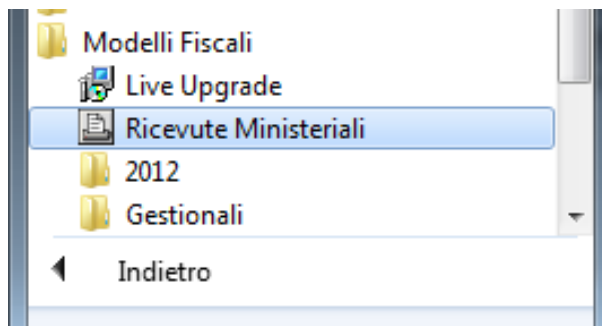 Modelli Fiscali
Live Upgrade
Ricevute Ministeriali
2012
Gestionali
Indietro